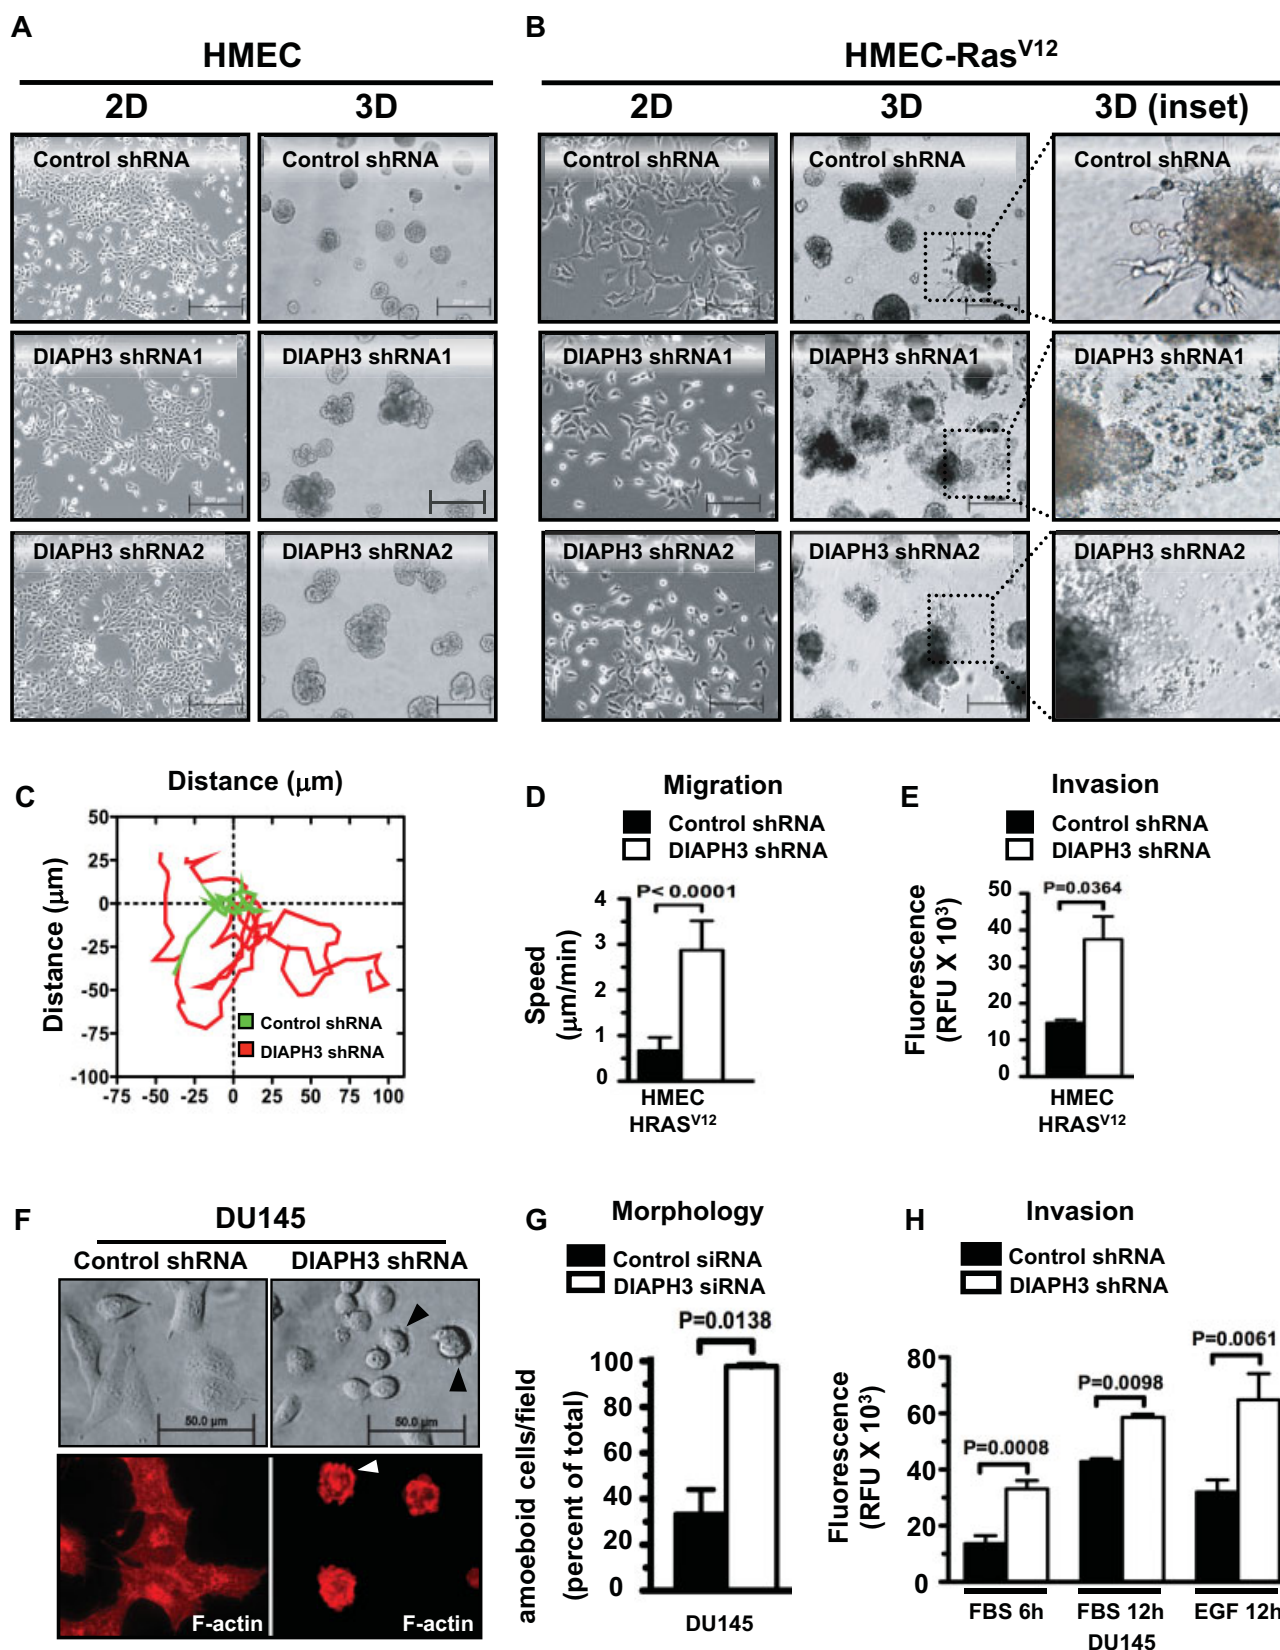 A
HMEC
2D
3D
Control shRNA
Control shRNA
DIAPH3 shRNA1
DIAPH3 shRNA1
DIAPH3 shRNA2
DIAPH3 shRNA2
B
HMEC-RasV12
2D
3D
3D (inset)
Control shRNA
Control shRNA
Control shRNA
DIAPH3 shRNA1
DIAPH3 shRNA1
DIAPH3 shRNA1
DIAPH3 shRNA2
DIAPH3 shRNA2
DIAPH3 shRNA2
C
Distance (µm)
Distance (µm)
50
25
0
-25
-50
-75
-100
-75 -50 -25 0 25 50 75 100
Control shRNA
DIAPH3 shRNA
D
Migration
Control shRNA
DIAPH3 shRNA
P< 0.0001
Speed
(µm/min)
4
3
2
1
0
HMEC
HRASV12
E
Invasion
Control shRNA
DIAPH3 shRNA
P=0.0364
Fluorescence
(RFU X 10³)
50
40
35
20
15
10
0
HMEC
HRASV12
F
DU145
Control shRNA
DIAPH3 shRNA
50.0 µm
50.0 µm
F-actin
F-actin
G
Morphology
Control siRNA
DIAPH3 siRNA
P=0.0138
amoeboid cells/field
(percent of total)
100
80
60
40
20
0
DU145
H
Invasion
Control shRNA
DIAPH3 shRNA
P=0.0008
P=0.0098
P=0.0061
Fluorescence
(RFU X 10³)
80
60
40
20
0
FBS 6h
FBS 12h
EGF 12h
DU145